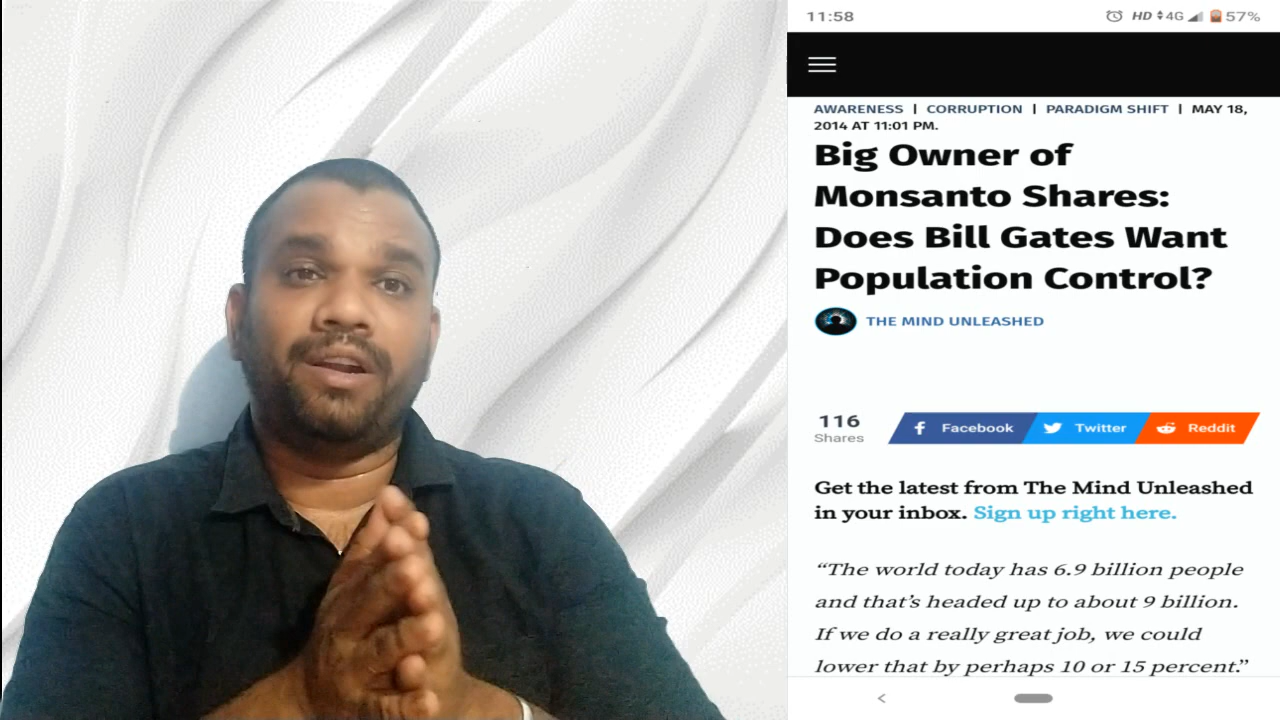 11:58 HD 4G 57%
AWARENESS | CORRUPTION | PARADIGM SHIFT | MAY 18,
2014 AT 11:01 PM.
Big Owner of
Monsanto Shares:
Does Bill Gates Want
Population Control?
THE MIND UNLEASHED
116
Shares
Facebook Twitter Reddit
Get the latest from The Mind Unleashed
in your inbox. Sign up right here.
“The world today has 6.9 billion people
and that’s headed up to about 9 billion.
If we do a really great job, we could
lower that by perhaps 10 or 15 percent.”